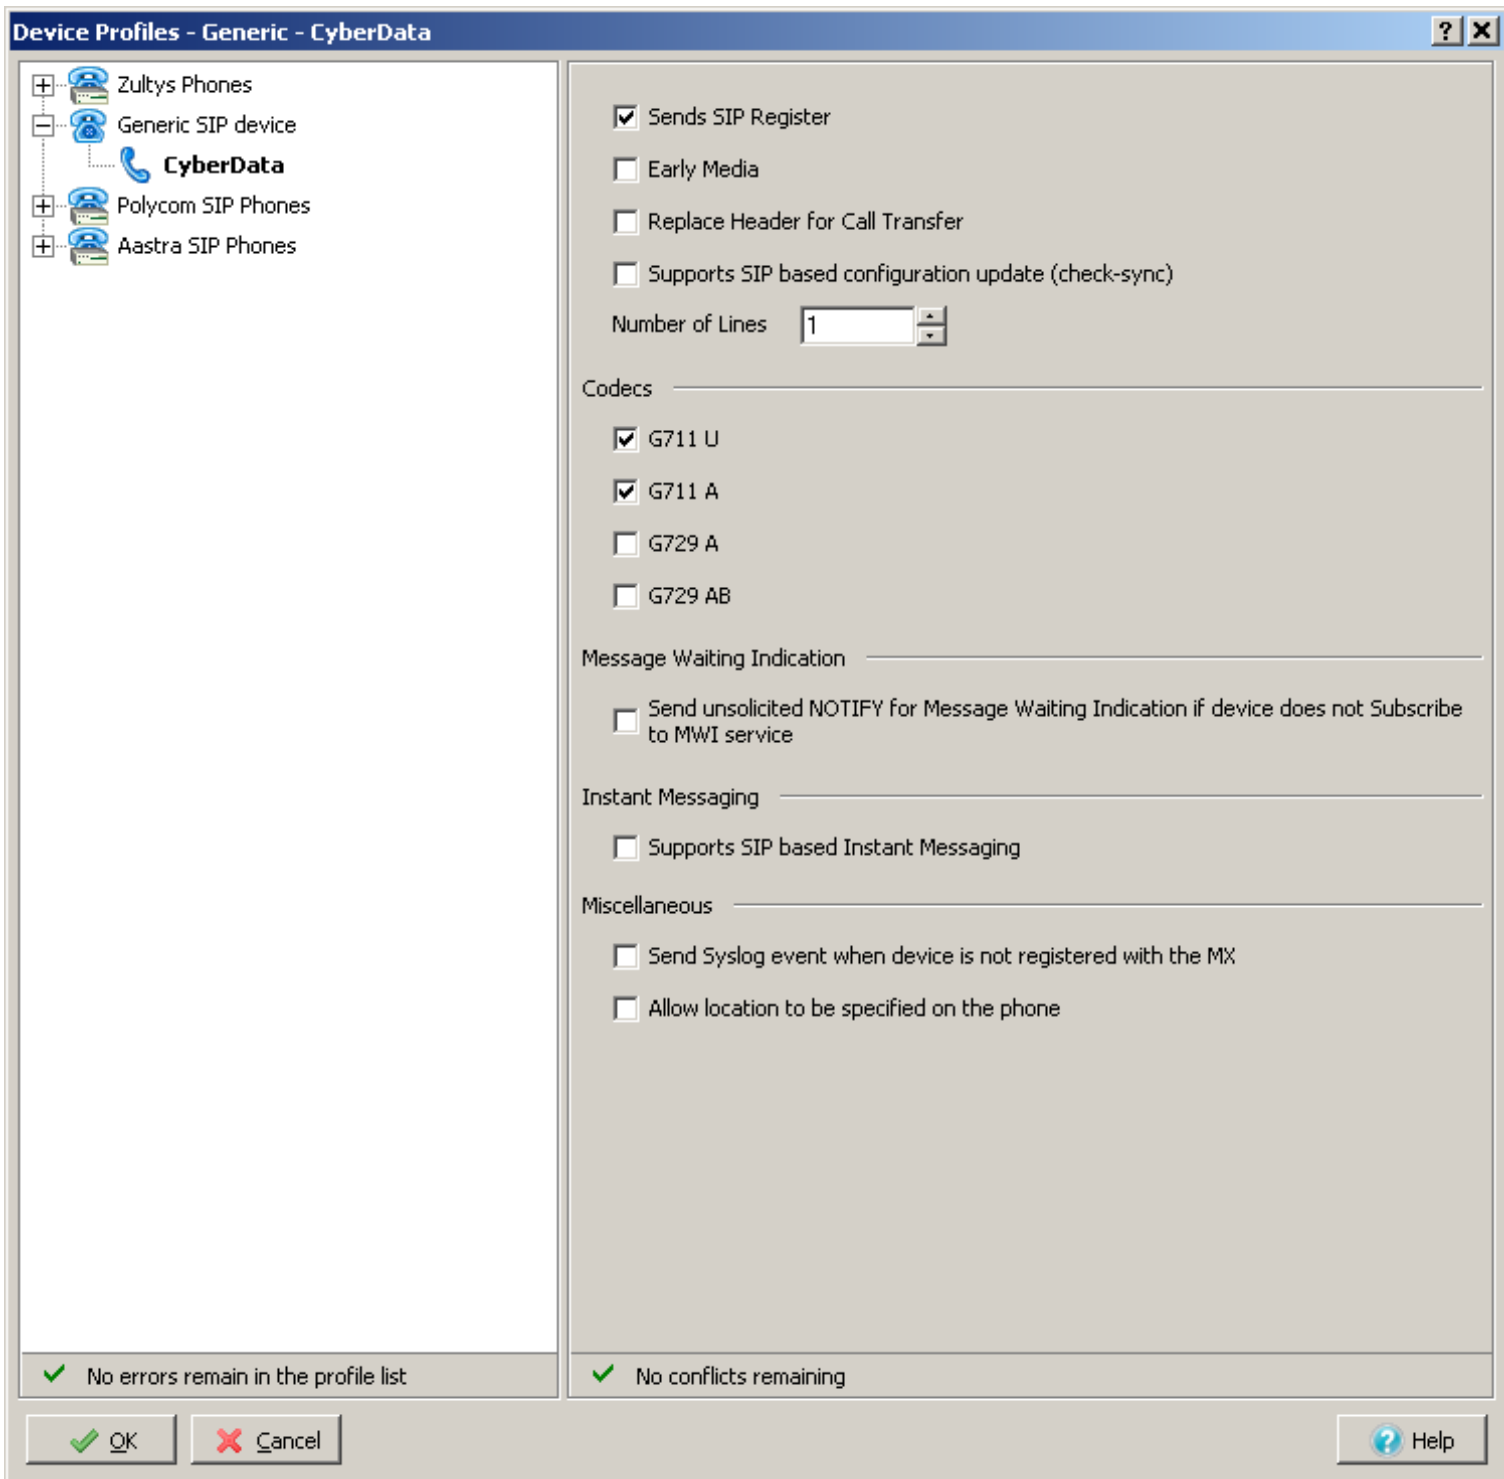 Device Profiles - Generic - CyberData
Zultys Phones
Generic SIP device
CyberData
Polycom SIP Phones
Aastra SIP Phones
No errors remain in the profile list
Sends SIP Register
Early Media
Replace Header for Call Transfer
Supports SIP based configuration update (check-sync)
Number of Lines 1
Codecs
G711 U
G711 A
G729 A
G729 AB
Message Waiting Indication
Send unsolicited NOTIFY for Message Waiting Indication if device does not Subscribe
to MWI service
Instant Messaging
Supports SIP based Instant Messaging
Miscellaneous
Send Syslog event when device is not registered with the MX
Allow location to be specified on the phone
No conflicts remaining
OK
Cancel
Help